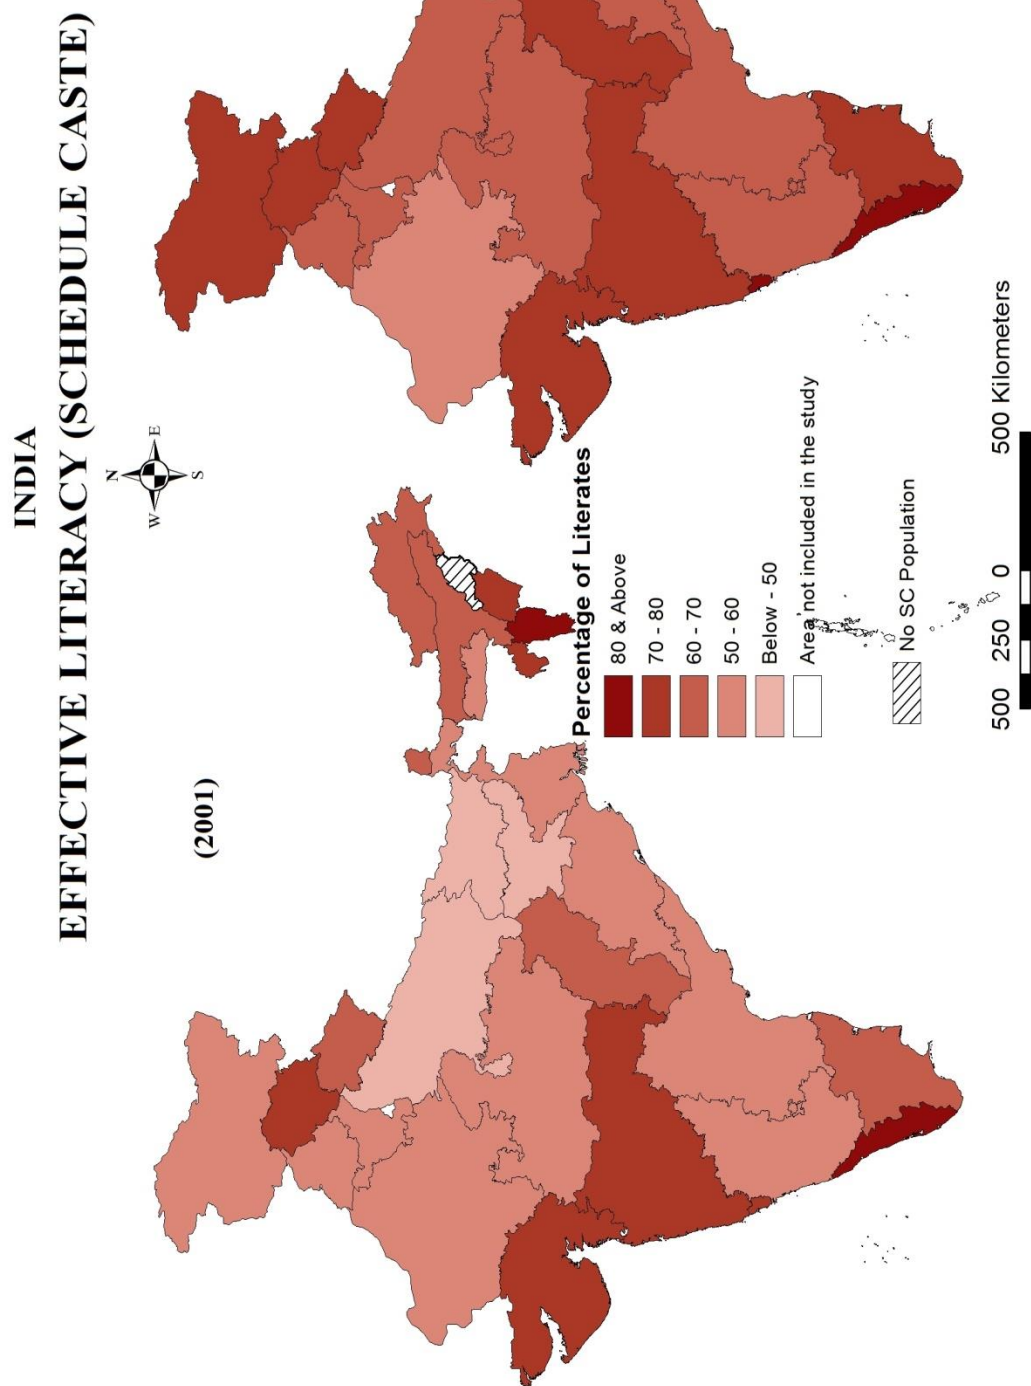 INDIA
EFFECTIVE LITERACY (SCHEDULE CASTE)
N
W
E
S
(2001)
Percentage of Literates
80 & Above
70 - 80
60 - 70
50 - 60
Below - 50
Area not included in the study
No SC Population
500 250 0 500 Kilometers